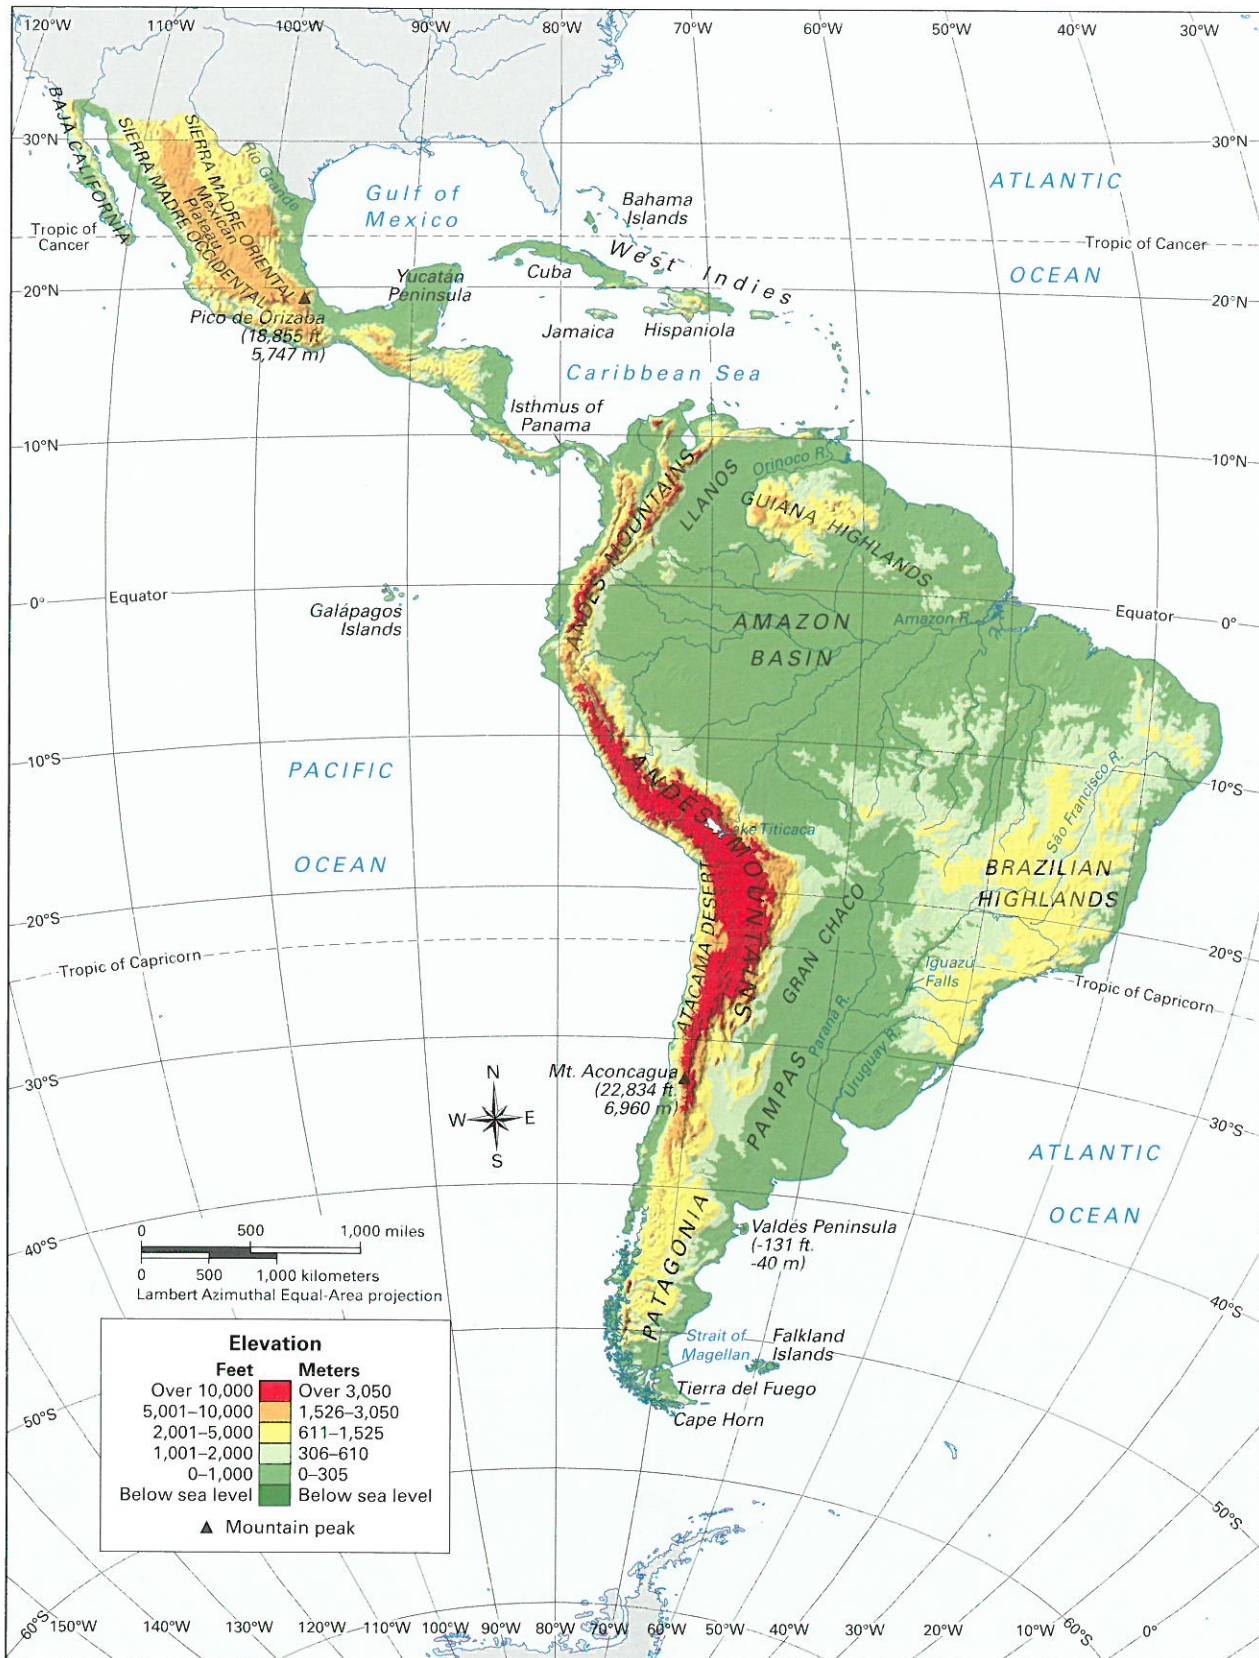 120°W
110°W
100°W
90°W
80°W
70°W
60°W
50°W
40°W
30°W
30°N
30°N
BAJA CALIFORNIA
SIERRA MADRE OCCIDENTAL
SIERRA MADRE ORIENTAL
Mexican
Plateau
Rio Grande
Gulf of
Mexico
Bahama
Islands
ATLANTIC
OCEAN
Tropic of
Cancer
Tropic of Cancer
West Indies
Cuba
Yucatán
Peninsula
20°N
20°N
Pico de Orizaba
(18,855 ft.
5,747 m)
Jamaica
Hispaniola
Caribbean Sea
Isthmus of
Panama
10°N
10°N
Orinoco R.
LLANOS
GUIANA HIGHLANDS
ANDES MOUNTAINS
0°
Equator
Equator
0°
Galápagos
Islands
AMAZON
BASIN
Amazon R.
10°S
10°S
PACIFIC
OCEAN
ANDES MOUNTAINS
Lake Titicaca
São Francisco R.
BRAZILIAN
HIGHLANDS
ATACAMA DESERT
GRAN CHACO
20°S
20°S
Tropic of Capricorn
Tropic of Capricorn
Iguazú
Falls
Parana R.
Uruguay R.
PAMPAS
30°S
30°S
Mt. Aconcagua
(22,834 ft.
6,960 m)
N
W
E
S
ATLANTIC
OCEAN
PATAGONIA
Valdés Peninsula
(-131 ft.
-40 m)
40°S
40°S
0
500
1,000 miles
0
500
1,000 kilometers
Lambert Azimuthal Equal-Area projection
Strait of
Magellan
Falkland
Islands
Tierra del Fuego
Cape Horn
Elevation
Feet Meters
Over 10,000 Over 3,050
5,001–10,000 1,526–3,050
2,001–5,000 611–1,525
1,001–2,000 306–610
0–1,000 0–305
Below sea level Below sea level
Mountain peak
50°S
50°S
60°S
60°S
150°W
140°W
130°W
120°W
110°W
100°W
90°W
80°W
70°W
60°W
50°W
40°W
30°W
20°W
10°W
0°